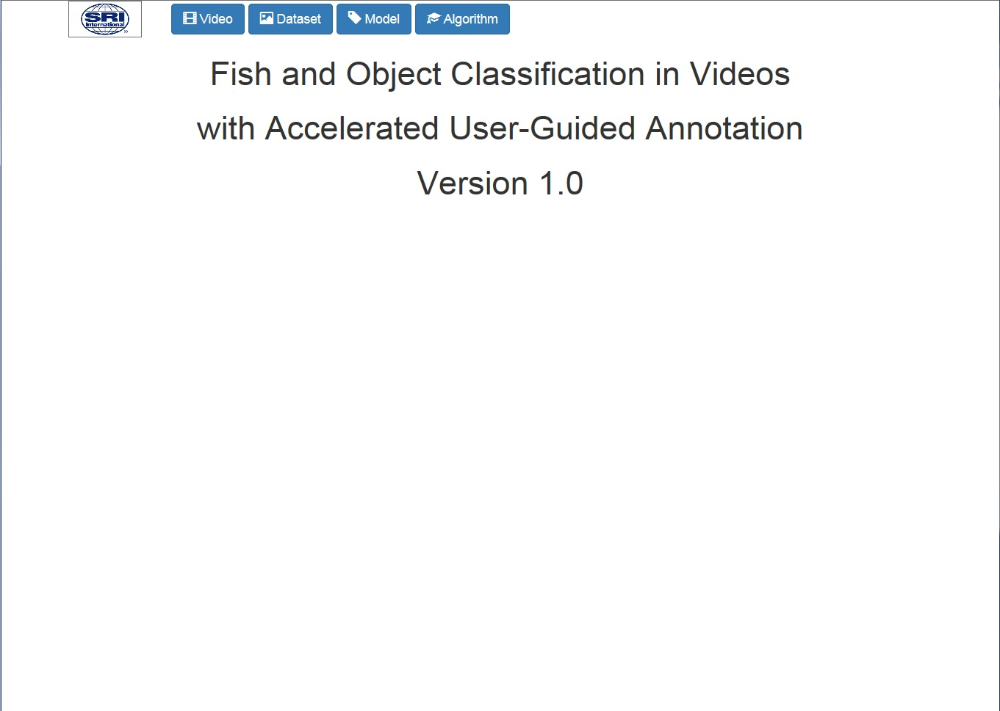 SRI
International
Video Dataset Model Algorithm
Fish and Object Classification in Videos
with Accelerated User-Guided Annotation
Version 1.0